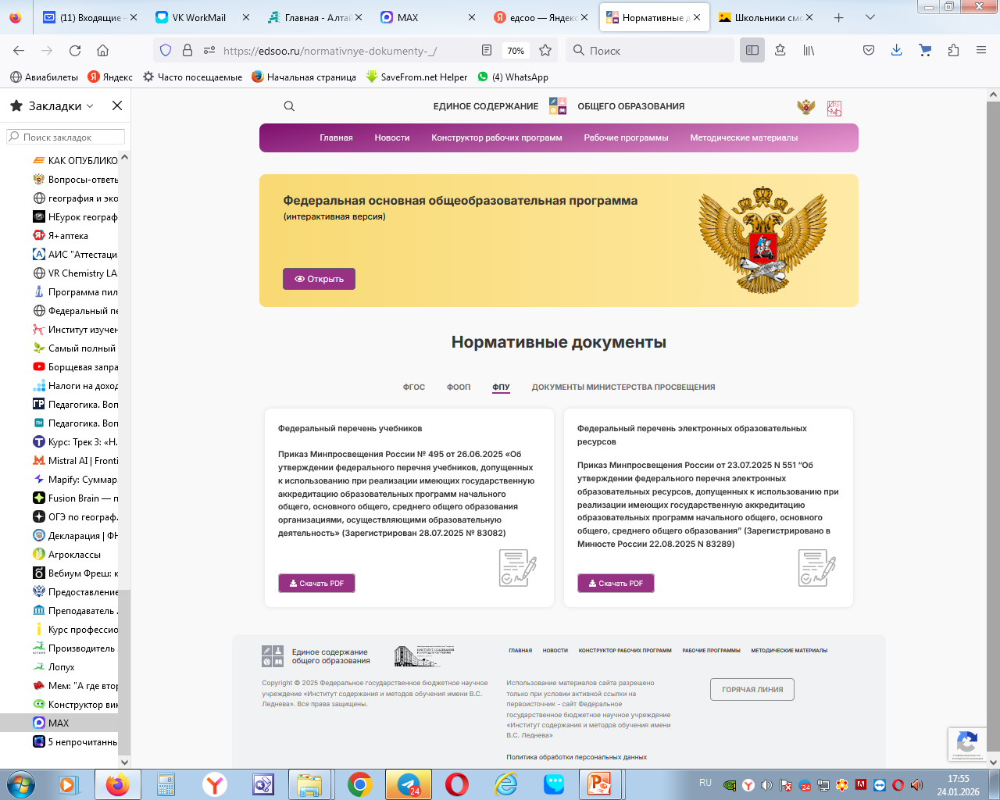 (11) Входящие -
VK WorkMail
Главная - Алтай
MAX
едсоо — Яндекс
Нормативные д
Школьники смо
https://edsoo.ru/normativnye-dokumenty-_/
70%
Поиск
Авиабилеты
Яндекс
Часто посещаемые
Начальная страница
SaveFrom.net Helper
(4) WhatsApp
Закладки
Поиск закладок
КАК ОПУБЛИКО
Вопросы-ответь
география и эко
НЕурок географ
Я+аптека
АИС "Аттестаци
VR Chemistry LA
Программа пил
Федеральный пе
Институт изучен
Самый полный
Борщевая запра
Налоги на доход
Педагогика. Воп
Педагогика. Воп
Курс: Трек 3: «Н.
Mistral AI | Fronti
Mapify: Суммар
Fusion Brain — п
ОГЭ по географ.
Декларация | ФН
Агроклассы
Вебиум Фреш: к
Предоставление
Преподаватель .
Курс профессио
Производитель
Лопух
Мем: "А где втор
Конструктор вик
MAX
5 непрочитанны
ЕДИНОЕ СОДЕРЖАНИЕ ОБЩЕГО ОБРАЗОВАНИЯ
Главная Новости Конструктор рабочих программ Рабочие программы Методические материалы
Федеральная основная общеобразовательная программа
(интерактивная версия)
Открыть
Нормативные документы
ФГОС ФООП ФПУ ДОКУМЕНТЫ МИНИСТЕРСТВА ПРОСВЕЩЕНИЯ
Федеральный перечень учебников
Приказ Минпросвещения России № 495 от 26.06.2025 «Об
утверждении федерального перечня учебников, допущенных
к использованию при реализации имеющих государственную
аккредитацию образовательных программ начального
общего, основного общего, среднего общего образования
организациями, осуществляющими образовательную
деятельность» (Зарегистрирован 28.07.2025 № 83082)
Скачать PDF
Федеральный перечень электронных образовательных
ресурсов
Приказ Минпросвещения России от 23.07.2025 N 551 “Об
утверждении федерального перечня электронных
образовательных ресурсов, допущенных к использованию при
реализации имеющих государственную аккредитацию
образовательных программ начального общего, основного
общего, среднего общего образования” (Зарегистрировано в
Минюсте России 22.08.2025 N 83289)
Скачать PDF
Единое содержание
общего образования
ГЛАВНАЯ НОВОСТИ КОНСТРУКТОР РАБОЧИХ ПРОГРАММ РАБОЧИЕ ПРОГРАММЫ МЕТОДИЧЕСКИЕ МАТЕРИАЛЫ
Copyright © 2025 Федеральное государственное бюджетное научное
учреждение «Институт содержания и методов обучения имени В.С.
Леднева». Все права защищены.
Использование материалов сайта разрешено
только при условии активной ссылки на
первоисточник - сайт Федеральное
государственное бюджетное научное учреждение
«Институт содержания и методов обучения имени
В.С. Леднева»
Политика обработки персональных данных
ГОРЯЧАЯ ЛИНИЯ
24
RU
24
17:55
24.01.2026